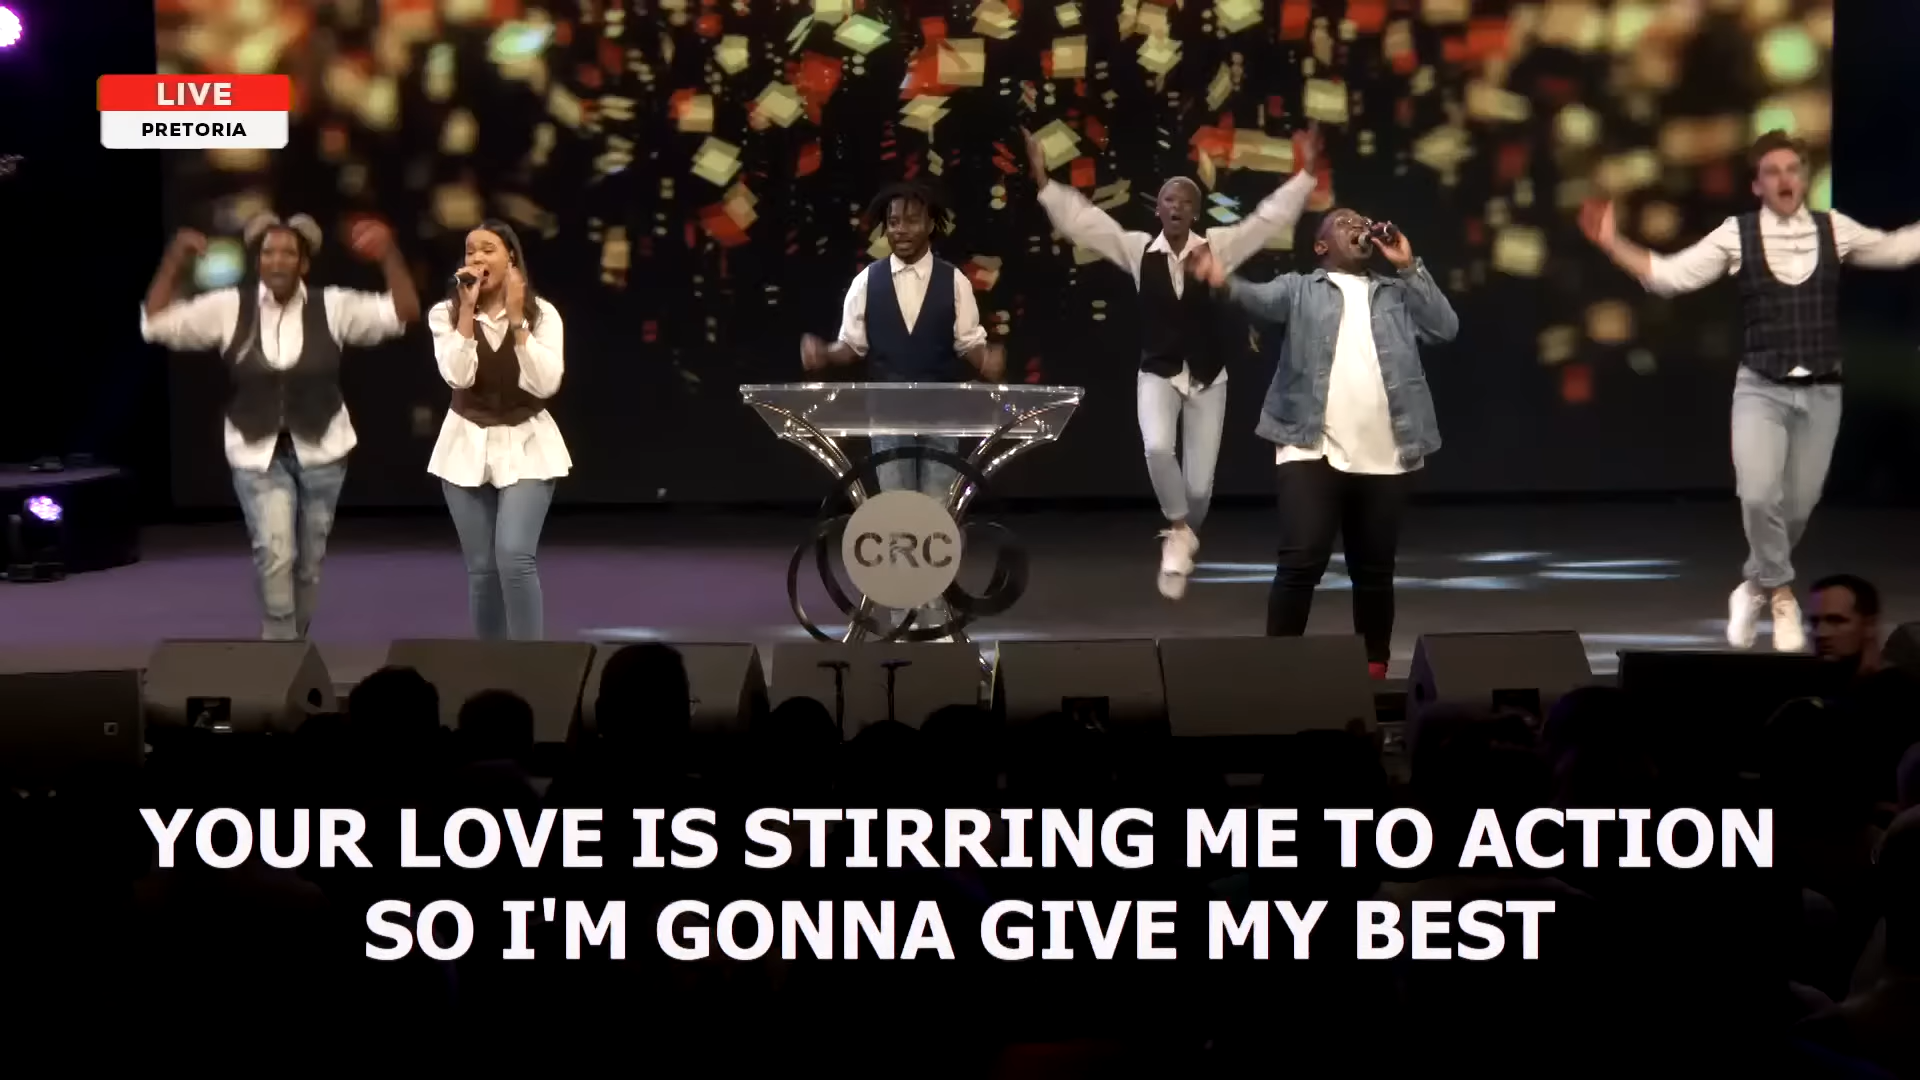 LIVE
PRETORIA
CRC
YOUR LOVE IS STIRRING ME TO ACTION
SO I'M GONNA GIVE MY BEST